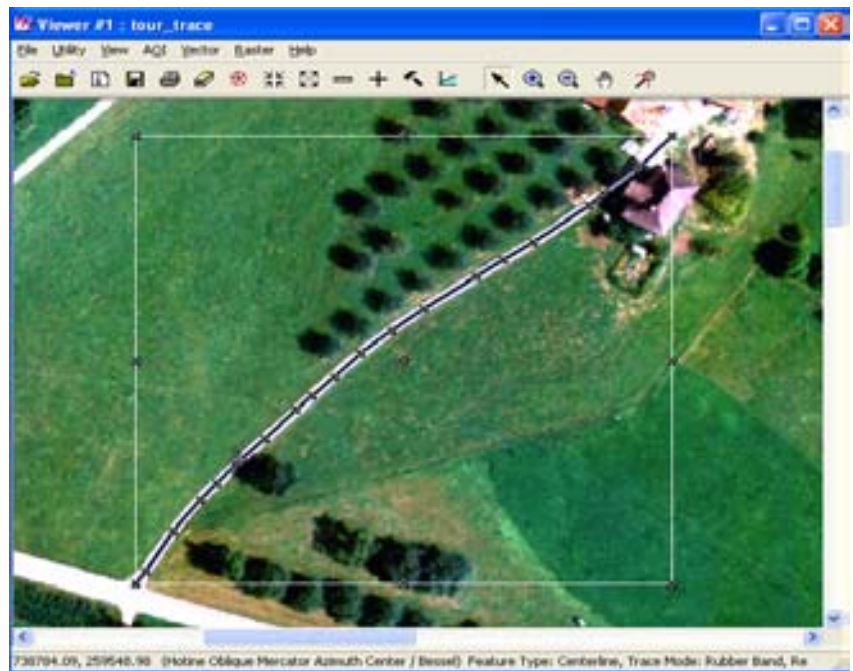 Viewer #1 : tour_trace
File Utility View AOI Vector Raster Help
738784.09, 259548.98 (Hotine Oblique Mercator Azimuth Center / Bessel) Feature Type: Centerline, Trace Mode: Rubber Band, Re